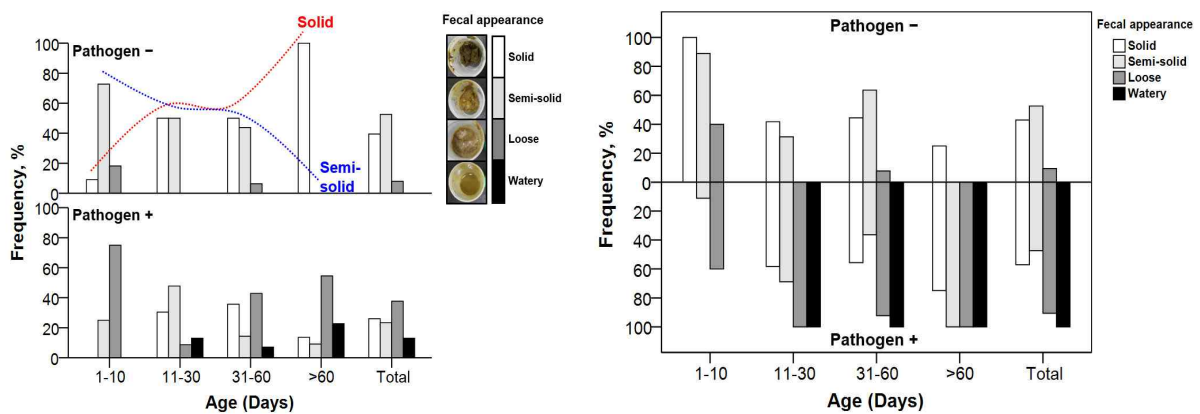 Pathogen −
Solid
Semi-
solid
100
80
60
40
20
0
Pathogen +
100
80
60
40
20
0
Frequency, %
1-10
11-30
31-60
>60
Total
Age (Days)
Fecal appearance
Solid
Semi-solid
Loose
Watery
Pathogen −
100
80
60
40
20
0
20
40
60
80
100
Frequency, %
Pathogen +
1-10
11-30
31-60
>60
Total
Age (Days)
Fecal appearance
Solid
Semi-solid
Loose
Watery